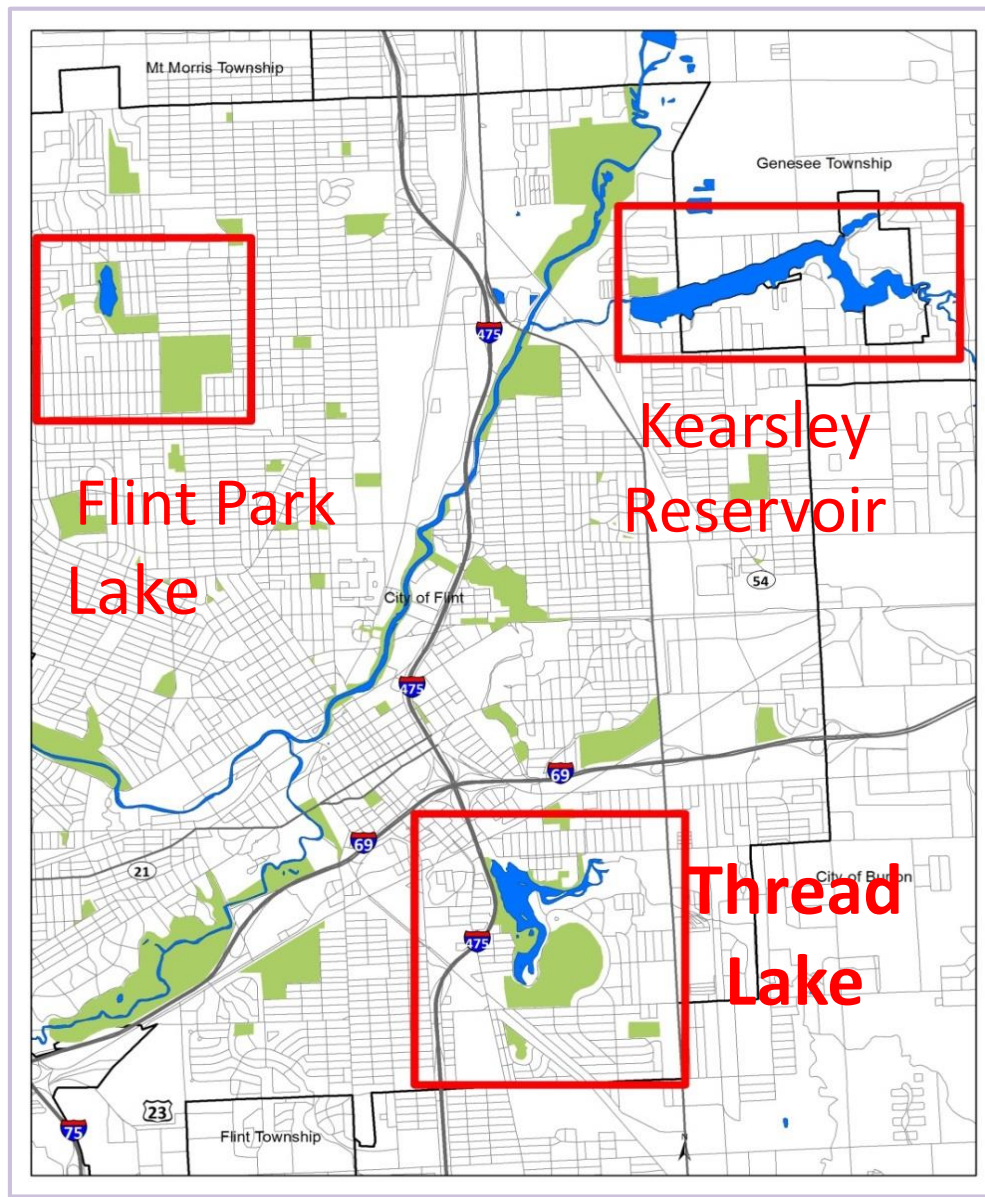 Mt Morris Township
Genesee Township
475
Kearsley
Reservoir
Flint Park
Lake
54
City of Flint
475
69
69
21
City of Burton
Thread
Lake
475
23
75
Flint Township
N